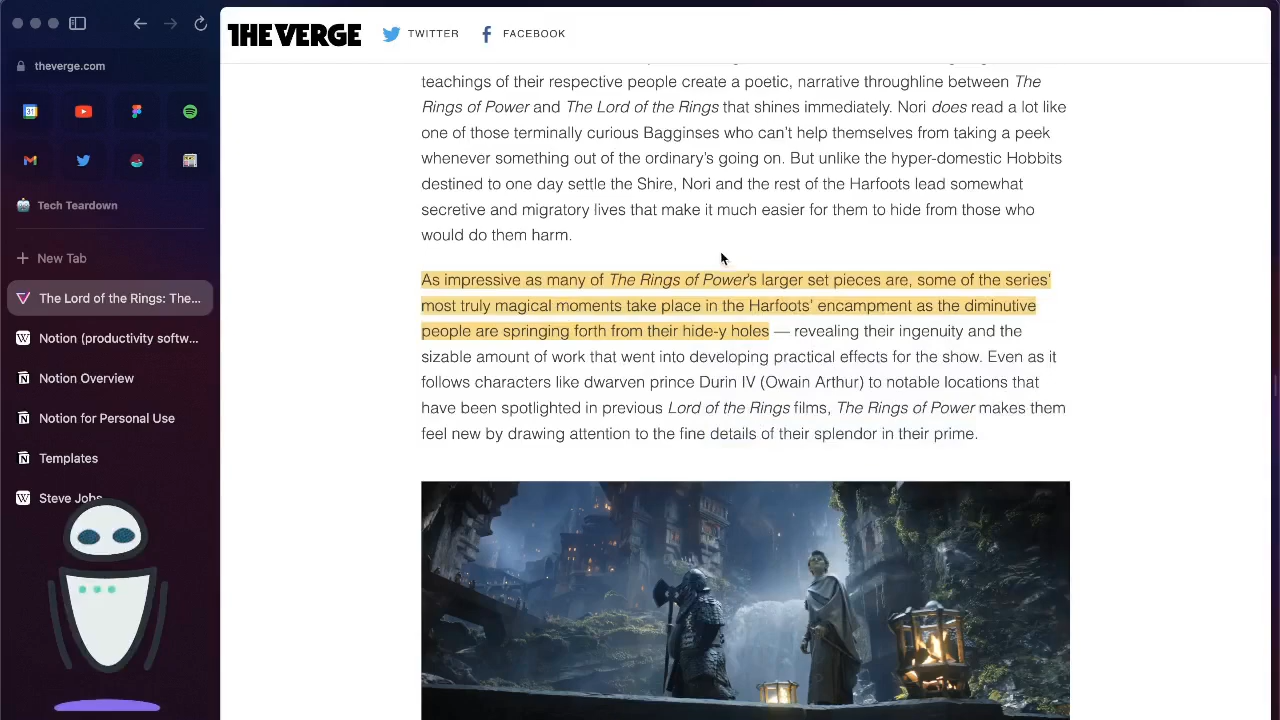 THE VERGE
TWITTER
FACEBOOK
theverge.com
31
Tech Teardown
New Tab
The Lord of the Rings: The...
Notion (productivity softw...
Notion Overview
Notion for Personal Use
Templates
Steve Jobs
teachings of their respective people create a poetic, narrative throughline between The
Rings of Power and The Lord of the Rings that shines immediately. Nori does read a lot like
one of those terminally curious Bagginses who can’t help themselves from taking a peek
whenever something out of the ordinary’s going on. But unlike the hyper-domestic Hobbits
destined to one day settle the Shire, Nori and the rest of the Harfoots lead somewhat
secretive and migratory lives that make it much easier for them to hide from those who
would do them harm.
As impressive as many of The Rings of Power’s larger set pieces are, some of the series’
most truly magical moments take place in the Harfoots’ encampment as the diminutive
people are springing forth from their hide-y holes — revealing their ingenuity and the
sizable amount of work that went into developing practical effects for the show. Even as it
follows characters like dwarven prince Durin IV (Owain Arthur) to notable locations that
have been spotlighted in previous Lord of the Rings films, The Rings of Power makes them
feel new by drawing attention to the fine details of their splendor in their prime.